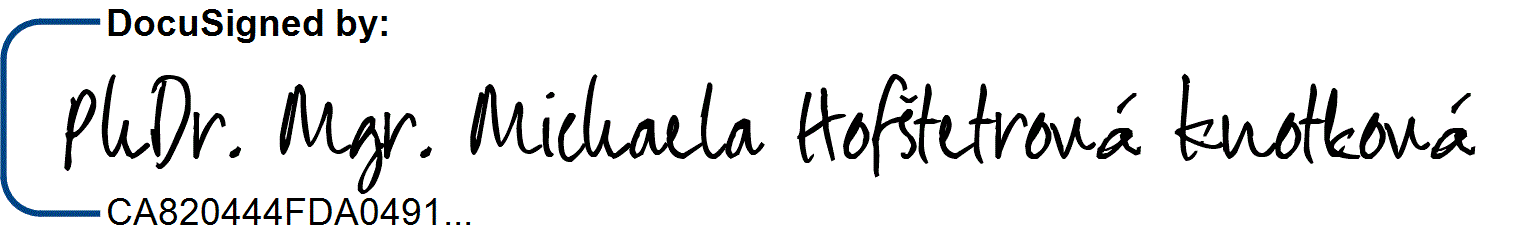 DocuSigned by:
PhDr. Mgr. Michaela Hofštetrová knotková
CA820444FDA0491...